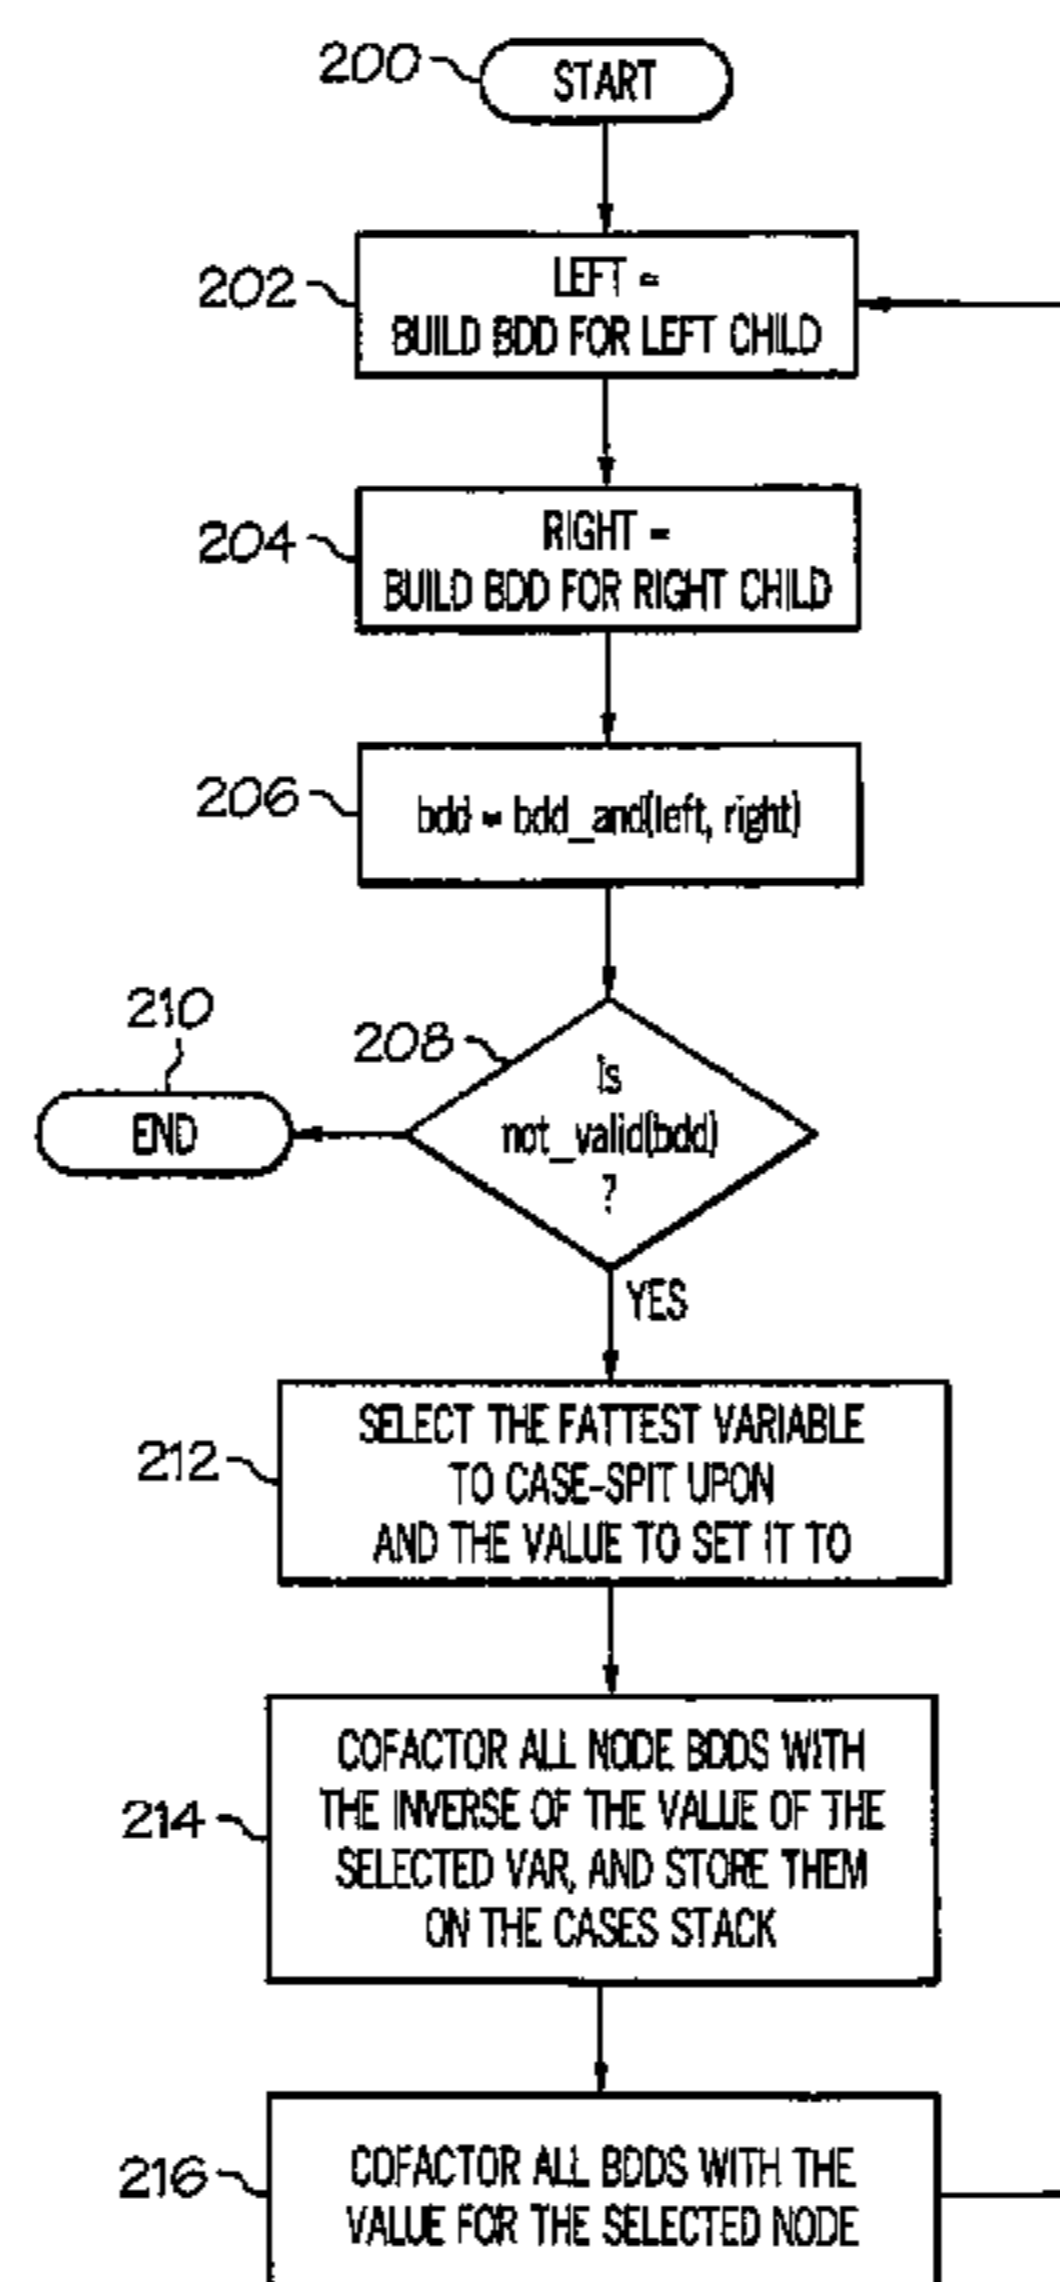 200
START
202
LEFT =
BUILD BDD FOR LEFT CHILD
204
RIGHT =
BUILD BDD FOR RIGHT CHILD
206
bdd = bdd_and(left, right)
210
208
END
Is
not_valid(bdd)
?
YES
212
SELECT THE FATTEST VARIABLE
TO CASE-SPIT UPON
AND THE VALUE TO SET IT TO
214
COFACTOR ALL NODE BDDS WITH
THE INVERSE OF THE VALUE OF THE
SELECTED VAR, AND STORE THEM
ON THE CASES STACK
216
COFACTOR ALL BDDS WITH THE
VALUE FOR THE SELECTED NODE